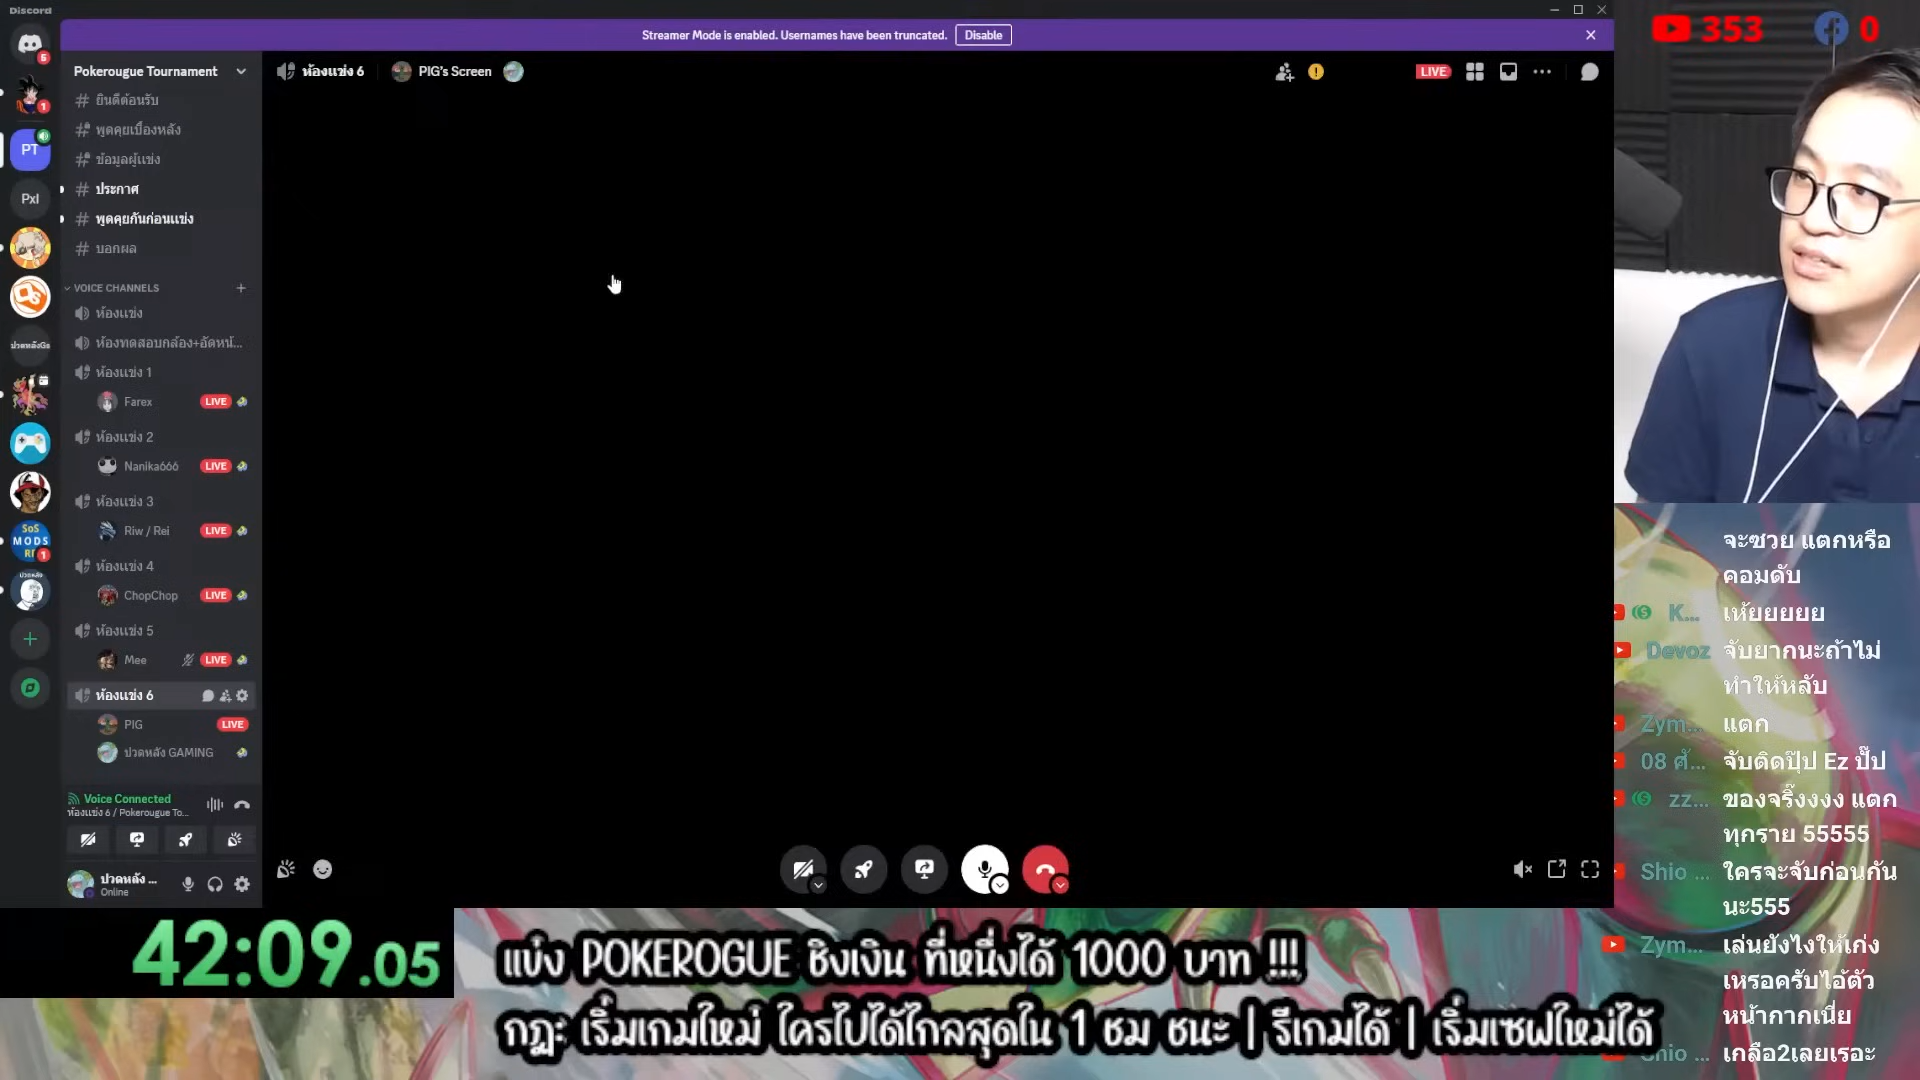 Discord
Streamer Mode is enabled. Usernames have been truncated.
Disable
Pokerougue Tournament
ห้องแข่ง 6
PIG's Screen
LIVE
353
0
6
1
PT
Pxl
SoS
MODS
1
ยินดีต้อนรับ
พูดคุยเบื้องหลัง
ข้อมูลผู้แข่ง
ประกาศ
พูดคุยกันก่อนแข่ง
บอกผล
VOICE CHANNELS
ห้องแข่ง
ห้องทดสอบกล้อง+อัดหน้...
ห้องแข่ง 1
Farex
LIVE
ห้องแข่ง 2
Nanika666
LIVE
ห้องแข่ง 3
Riw / Rei
LIVE
ห้องแข่ง 4
ChopChop
LIVE
ห้องแข่ง 5
Mee
LIVE
ห้องแข่ง 6
PIG
LIVE
ปวดหลัง GAMING
Voice Connected
ห้องแข่ง 6 / Pokerougue To...
ปวดหลัง ...
Online
จะซวย แตกหรือ
คอมดับ
K... เห้ยยยยย
Devoz จับยากนะถ้าไม่
ทำให้หลับ
Zym... แตก
08 ศั... จับติดปุ๊ป Ez ปั๊ป
zz... ของจริ๊งงงง แตก
ทุกราย 55555
Shio ... ใครจะจับก่อนกัน
นะ555
Zym... เล่นยังไงให้เก่ง
เหรอครับไอ้ตัว
หน้ากากเนี่ย
Shio ... เกลือ2เลยเรอะ
42:09.05
แข่ง POKEROGUE ชิงเงิน ที่หนึ่งได้ 1000 บาท !!!
กฏ: เริ่มเกมใหม่ ใครไปได้ไกลสุดใน 1 ชม ชนะ | รีเกมได้ | เริ่มเซฟใหม่ได้